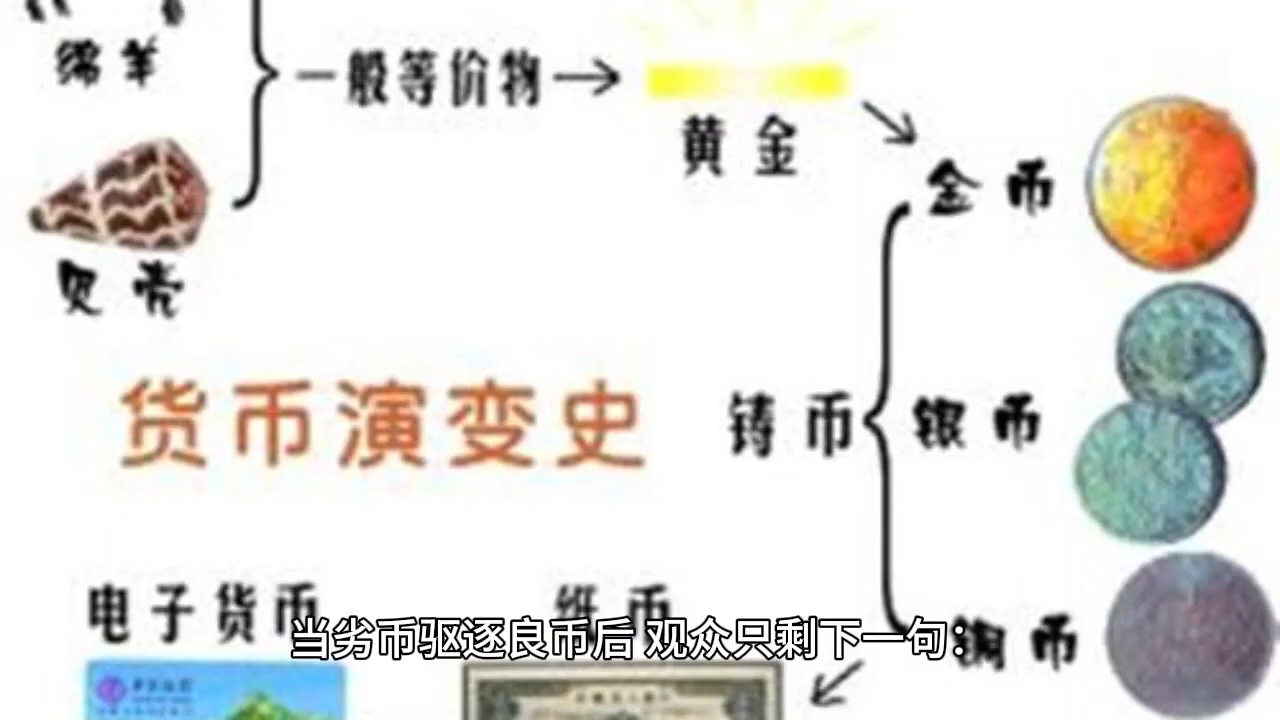 绵羊
一般等价物
黄金
金币
贝壳
货币演变史
铸币
银币
电子货币
纸币
铜币
当劣币驱逐良币后 观众只剩下一句：